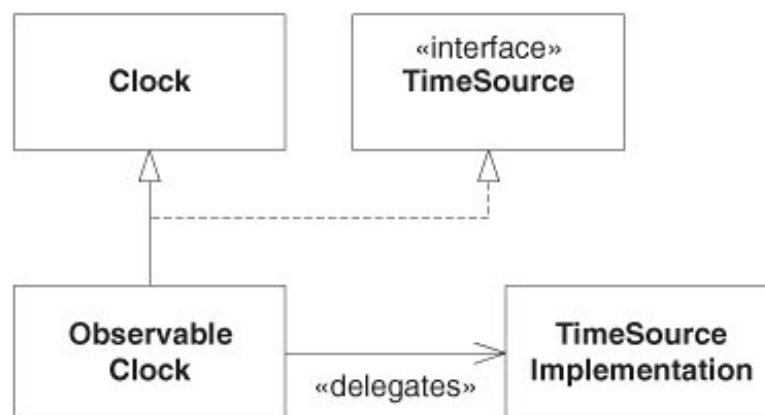 Clock
«interface»
TimeSource
Observable
Clock
«delegates»
TimeSource
Implementation